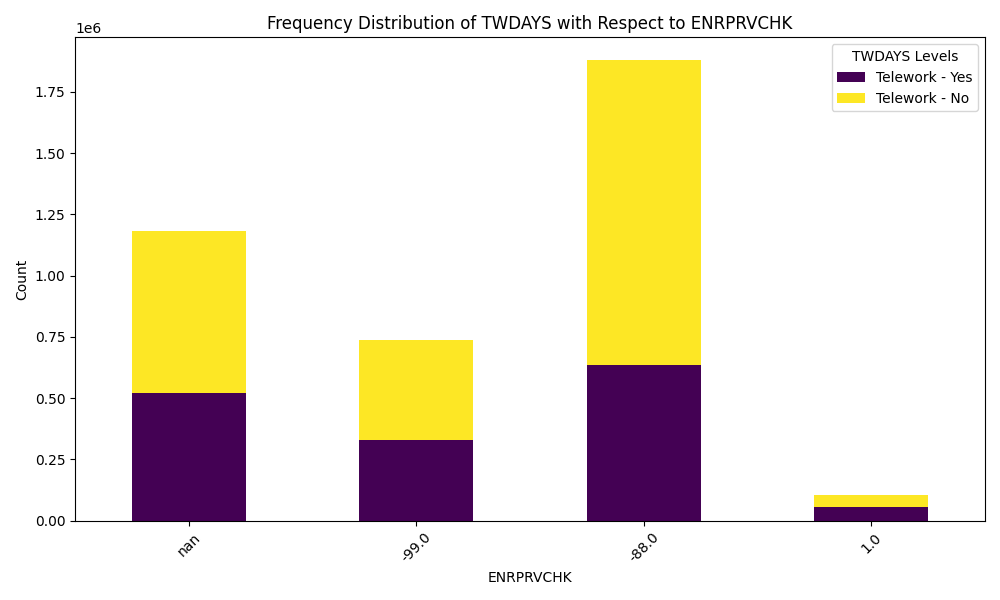 Frequency Distribution of TWDAYS with Respect to ENRPRVCHK
1e6
TWDAYS Levels
Telework - Yes
Telework - No
1.75
1.50
1.25
1.00
0.75
0.50
0.25
0.00
Count
nan
-99.0
-88.0
1.0
ENRPRVCHK